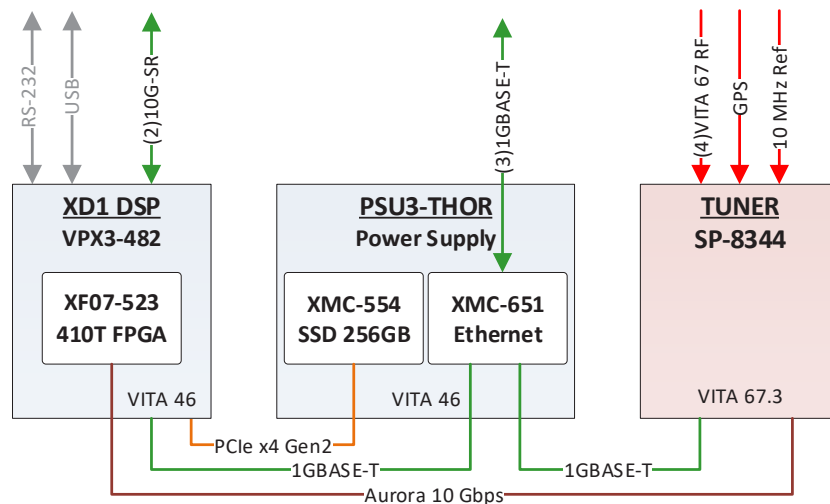 RS-232
USB
(2)10G-SR
(3)1GBASE-T
(4)VITA 67 RF
GPS
10 MHz Ref
XD1 DSP
VPX3-482
XF07-523
410T FPGA
VITA 46
PSU3-THOR
Power Supply
XMC-554
SSD 256GB
XMC-651
Ethernet
VITA 46
TUNER
SP-8344
VITA 67.3
PCIe x4 Gen2
1GBASE-T
1GBASE-T
Aurora 10 Gbps